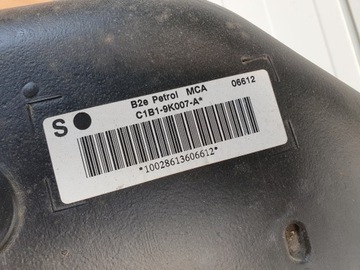 B2e Petrol MCA 06612
S C1B1-9K007-A*
*10028613606612*